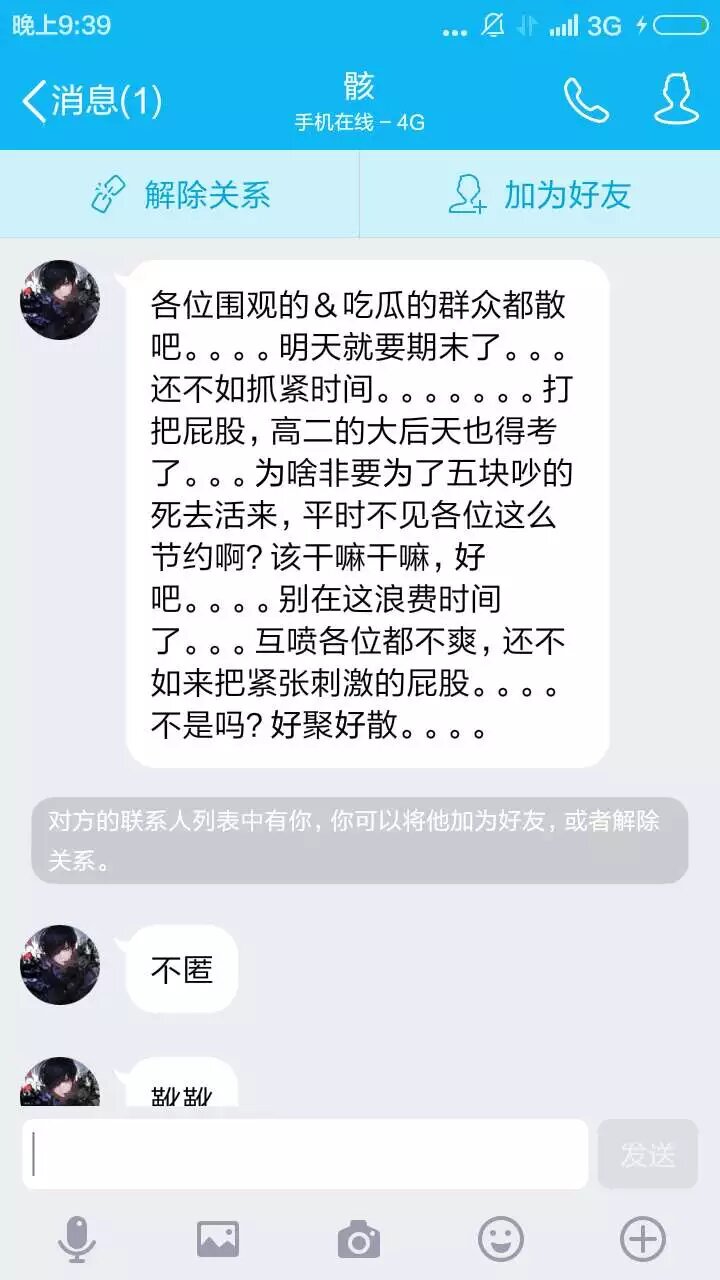 晚上9:39
3G
消息(1)
骸
手机在线 - 4G
解除关系
加为好友
各位围观的&吃瓜的群众都散
吧。。。。明天就要期末了。。。
还不如抓紧时间。。。。。。。打
把屁股，高二的大后天也得考
了。。。为啥非要为了五块吵的
死去活来，平时不见各位这么
节约啊？该干嘛干嘛，好
吧。。。。别在这浪费时间
了。。。互喷各位都不爽，还不
如来把紧张刺激的屁股。。。。
不是吗？好聚好散。。。。
对方的联系人列表中有你，你可以将他加为好友，或者解除
关系。
不匿
靴靴
发送